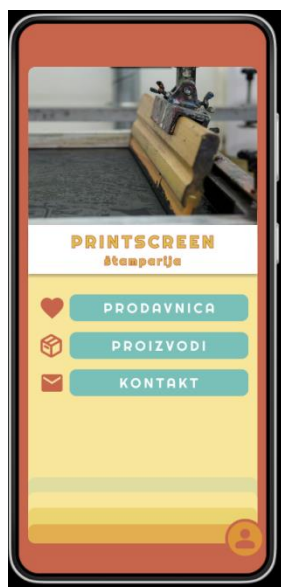 PRINTSCREEN
štamparija
PRODAVNICA
PROIZVODI
KONTAKT